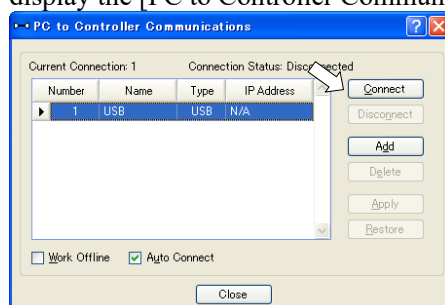 display the [PC to Controller Commun
PC to Controller Communications
Current Connection: 1 Connection Status: Disconnected
Number Name Type IP Address
1 USB USB N/A
Connect
Disconnect
Add
Delete
Apply
Restore
Work Offline Auto Connect
Close